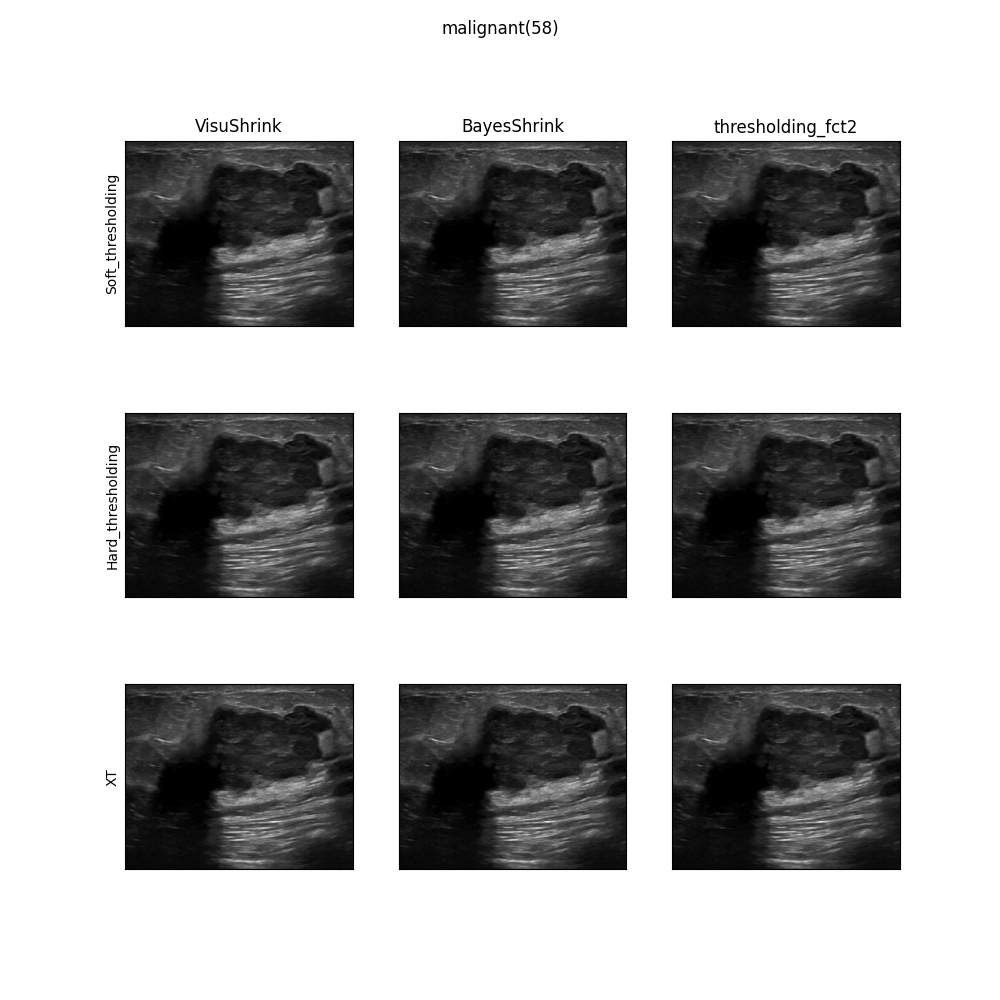 malignant(58)
VisuShrink
BayesShrink
thresholding_fct2
Soft_thresholding
Hard_thresholding
XT